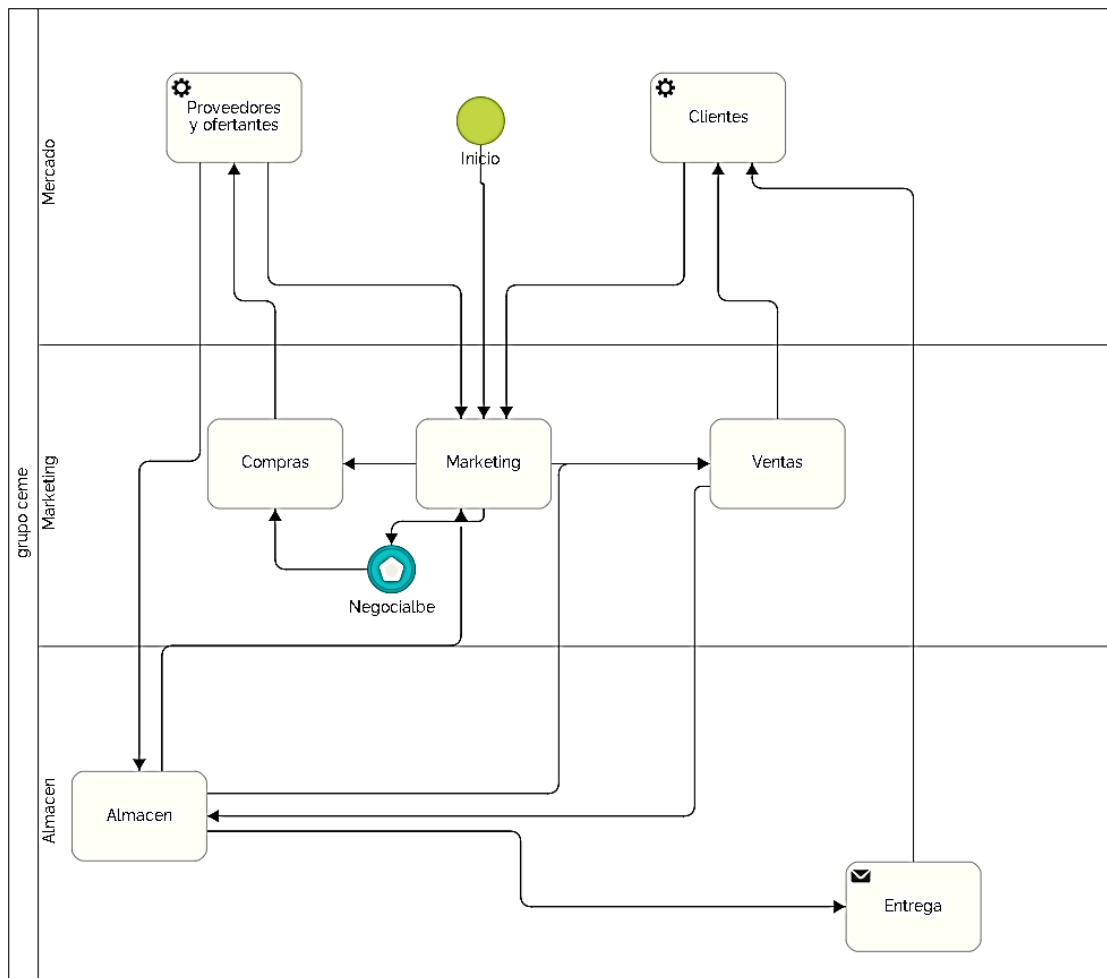 grupo ceme
Mercado
Proveedores
y ofertantes
Inicio
Clientes
Marketing
Compras
Marketing
Ventas
Negocialbe
Almacen
Almacen
Entrega